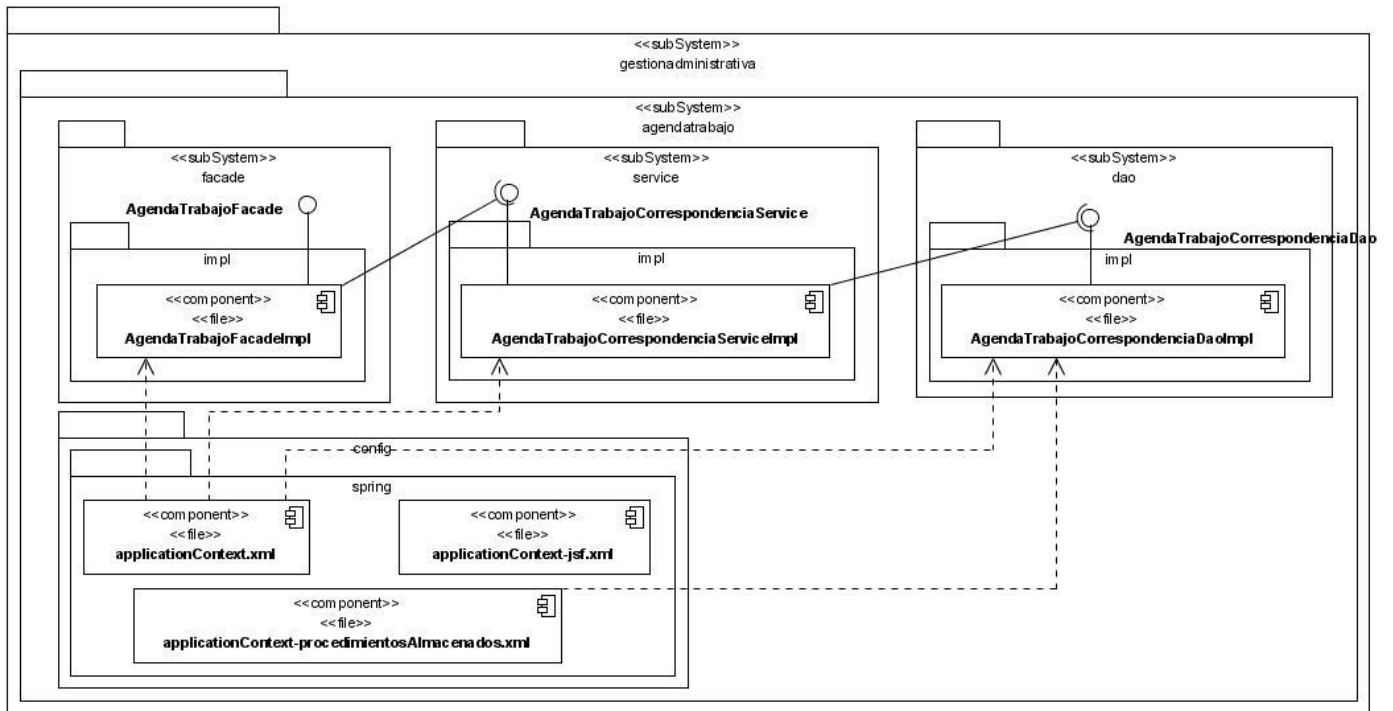 <<subSystem>>
gestionadministrativa
<<subSystem>>
agendatrabajo
<<subSystem>>
facade
AgendaTrabajoFacade
impl
<<component>>
<<file>>
AgendaTrabajoFacadeImpl
<<subSystem>>
service
AgendaTrabajoCorrespondenciaService
impl
<<component>>
<<file>>
AgendaTrabajoCorrespondenciaServiceImpl
<<subSystem>>
dao
AgendaTrabajoCorrespondenciaDao
impl
<<component>>
<<file>>
AgendaTrabajoCorrespondenciaDaoImpl
config
spring
<<component>>
<<file>>
applicationContext.xml
<<component>>
<<file>>
applicationContext-jsf.xml
<<component>>
<<file>>
applicationContext-procedimientosAlmacenados.xml